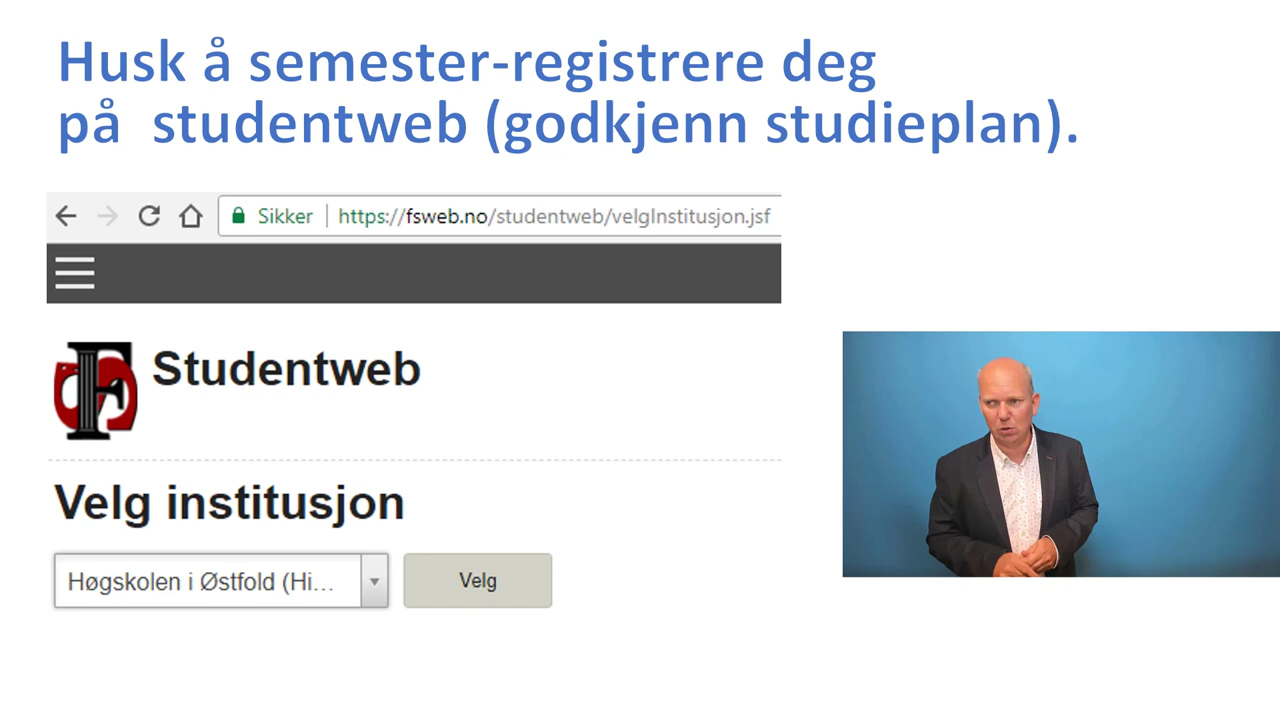 Husk å semester-registrere deg
på studentweb (godkjenn studieplan).
Sikker https://fsweb.no/studentweb/velgInstitusjon.jsf
Studentweb
Velg institusjon
Høgskolen i Østfold (Hi...
Velg